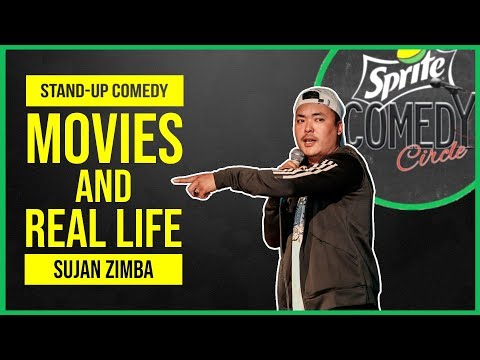 STAND-UP COMEDY
MOVIES
AND
REAL LIFE
SUJAN ZIMBA
Sprite
COMEDY
Circle